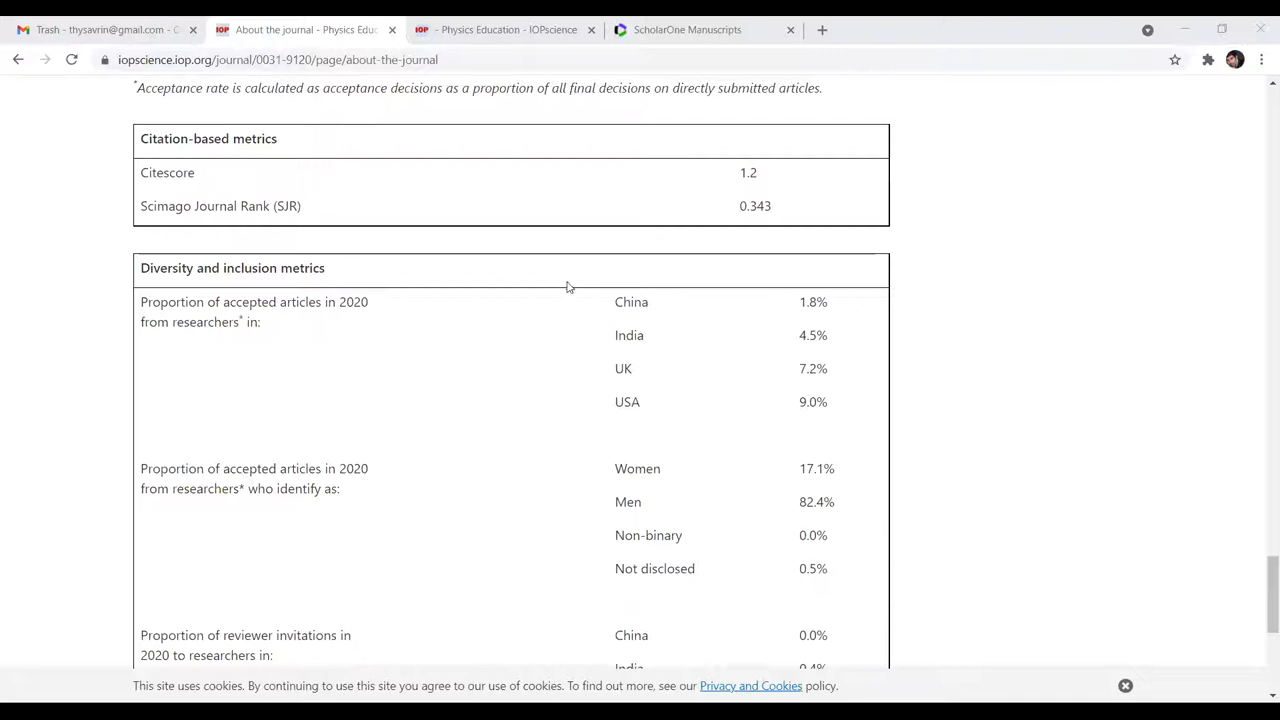 Trash - thysavrin@gmail.com - G
IOP About the journal - Physics Educ
IOP - Physics Education - IOPscience
ScholarOne Manuscripts
iopscience.iop.org/journal/0031-9120/page/about-the-journal
*Acceptance rate is calculated as acceptance decisions as a proportion of all final decisions on directly submitted articles.
Citation-based metrics
Citescore 1.2
Scimago Journal Rank (SJR) 0.343
Diversity and inclusion metrics
Proportion of accepted articles in 2020 China 1.8%
from researchers* in:
India 4.5%
UK 7.2%
USA 9.0%
Proportion of accepted articles in 2020 Women 17.1%
from researchers* who identify as:
Men 82.4%
Non-binary 0.0%
Not disclosed 0.5%
Proportion of reviewer invitations in China 0.0%
2020 to researchers in:
India 0.4%
This site uses cookies. By continuing to use this site you agree to our use of cookies. To find out more, see our Privacy and Cookies policy.